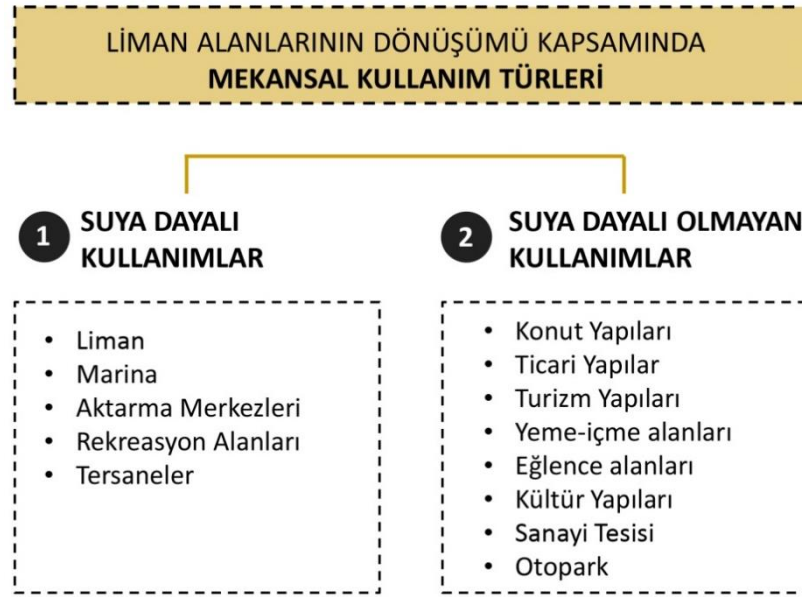 LİMAN ALANLARININ DÖNÜŞÜMÜ KAPSAMINDA
MEKANSAL KULLANIM TÜRLERİ
1
SUYA DAYALI
KULLANIMLAR
• Liman
• Marina
• Aktarma Merkezleri
• Rekreasyon Alanları
• Tersaneler
2
SUYA DAYALI OLMAYAN
KULLANIMLAR
• Konut Yapıları
• Ticari Yapılar
• Turizm Yapıları
• Yeme-içme alanları
• Eğlence alanları
• Kültür Yapıları
• Sanayi Tesisi
• Otopark